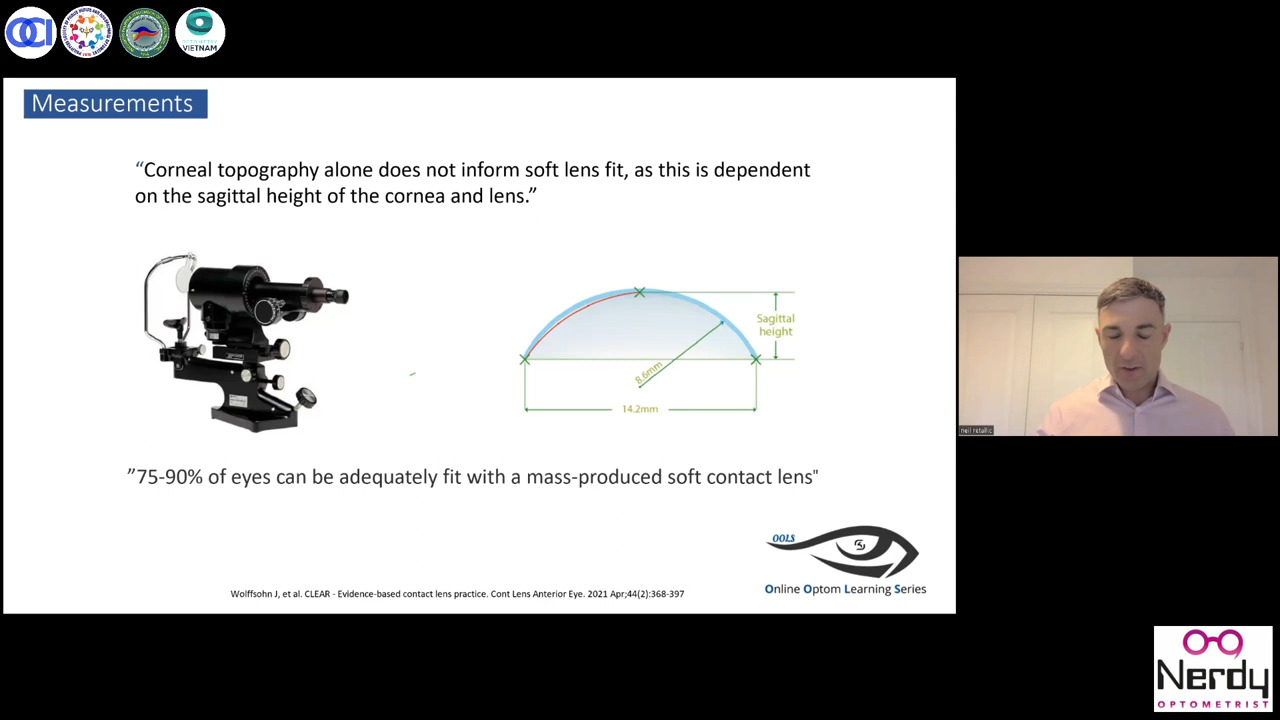 OCI
VIETNAM
Measurements
“Corneal topography alone does not inform soft lens fit, as this is dependent
on the sagittal height of the cornea and lens.”
Sagittal
height
8.6mm
14.2mm
”75-90% of eyes can be adequately fit with a mass-produced soft contact lens"
OOLS
Online Optom Learning Series
Wolffsohn J, et al. CLEAR - Evidence-based contact lens practice. Cont Lens Anterior Eye. 2021 Apr;44(2):368-397
neil retallic
Nerdy
OPTOMETRIST